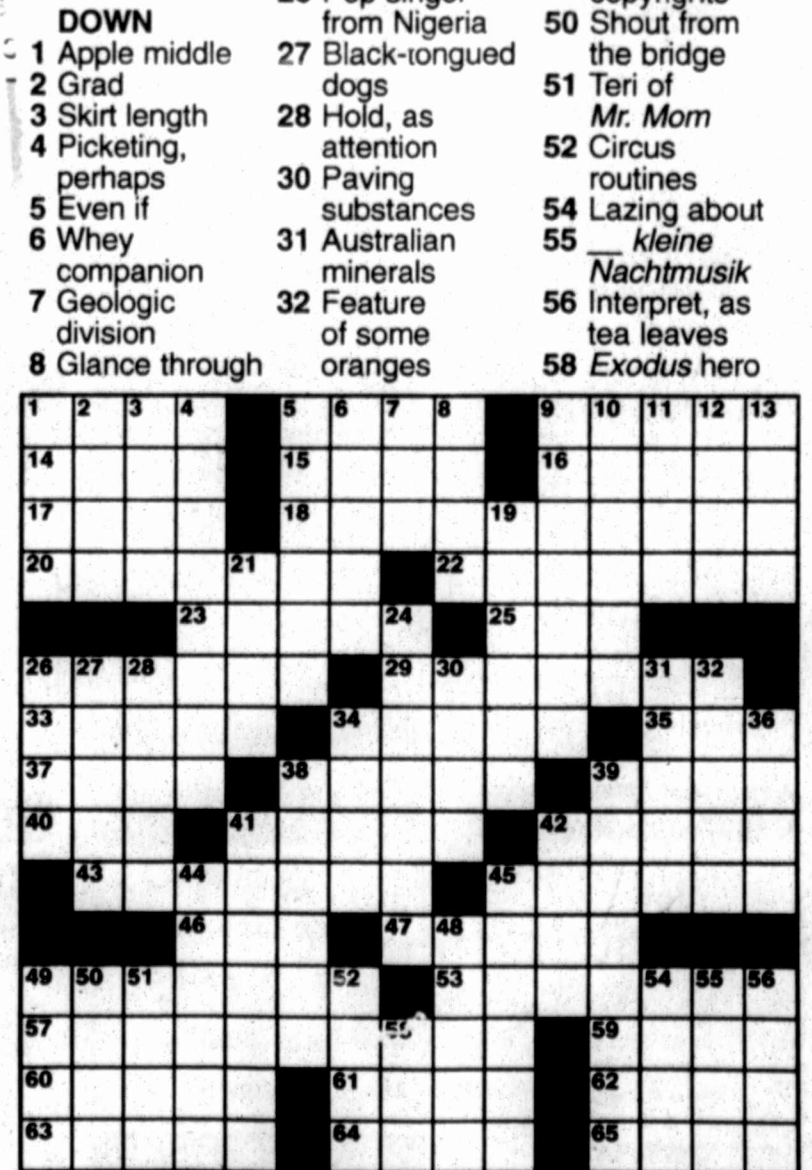 DOWN
1 Apple middle
2 Grad
3 Skirt length
4 Picketing,
perhaps
5 Even if
6 Whey
companion
7 Geologic
division
8 Glance through
from Nigeria
27 Black-tongued
dogs
28 Hold, as
attention
30 Paving
substances
31 Australian
minerals
32 Feature
of some
oranges
50 Shout from
the bridge
51 Teri of
Mr. Mom
52 Circus
routines
54 Lazing about
55 __ kleine
Nachtmusik
56 Interpret, as
tea leaves
58 Exodus hero
1 2 3 4 5 6 7 8 9 10 11 12 13
14 15 16
17 18 19
20 21 22
23 24 25
26 27 28 29 30 31 32
33 34 35 36
37 38 39
40 41 42
43 44 45
46 47 48
49 50 51 52 53 54 55 56
57 59
60 61 62
63 64 65